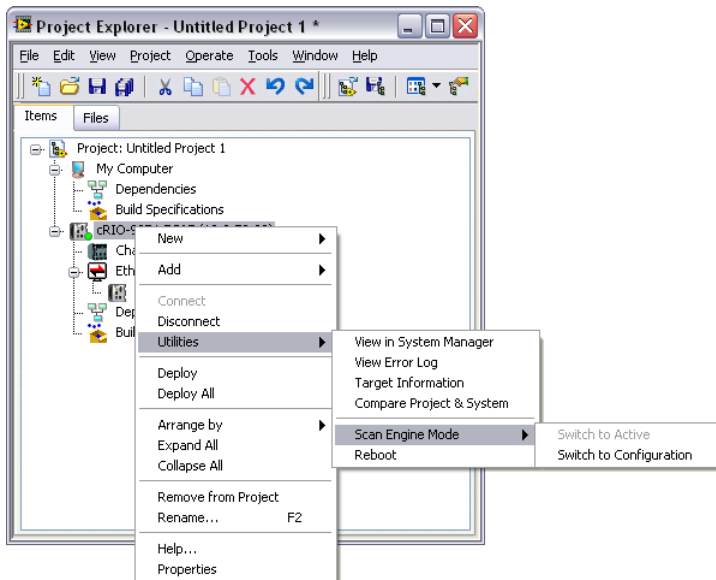 Project Explorer - Untitled Project 1 *
File Edit View Project Operate Tools Window Help
Items Files
Project: Untitled Project 1
My Computer
Dependencies
Build Specifications
New
Add
Connect
Disconnect
Utilities
Deploy
Deploy All
Arrange by
Expand All
Collapse All
Remove from Project
Rename... F2
Help...
Properties
View in System Manager
View Error Log
Target Information
Compare Project & System
Scan Engine Mode
Reboot
Switch to Active
Switch to Configuration